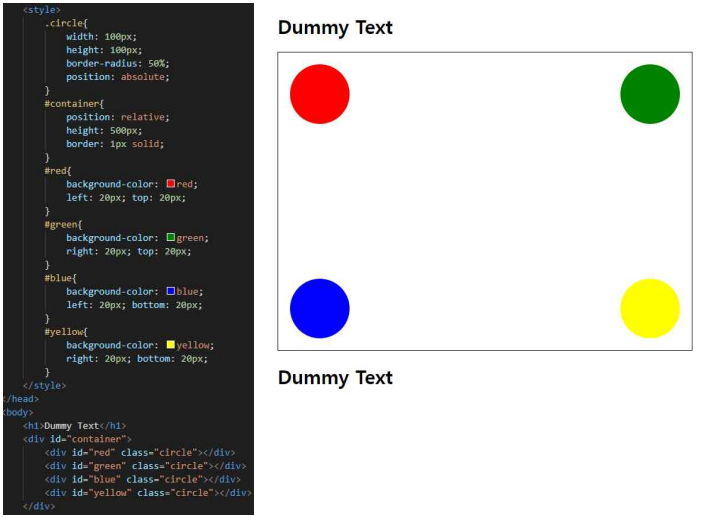 <style>
.circle{
width: 100px;
height: 100px;
border-radius: 50%;
position: absolute;
}
#container{
position: relative;
height: 500px;
border: 1px solid;
}
#red{
background-color: red;
left: 20px; top: 20px;
}
#green{
background-color: green;
right: 20px; top: 20px;
}
#blue{
background-color: blue;
left: 20px; bottom: 20px;
}
#yellow{
background-color: yellow;
right: 20px; bottom: 20px;
}
</style>
</head>
<body>
<h1>Dummy Text</h1>
<div id="container">
<div id="red" class="circle"></div>
<div id="green" class="circle"></div>
<div id="blue" class="circle"></div>
<div id="yellow" class="circle"></div>
</div>
Dummy Text
Dummy Text